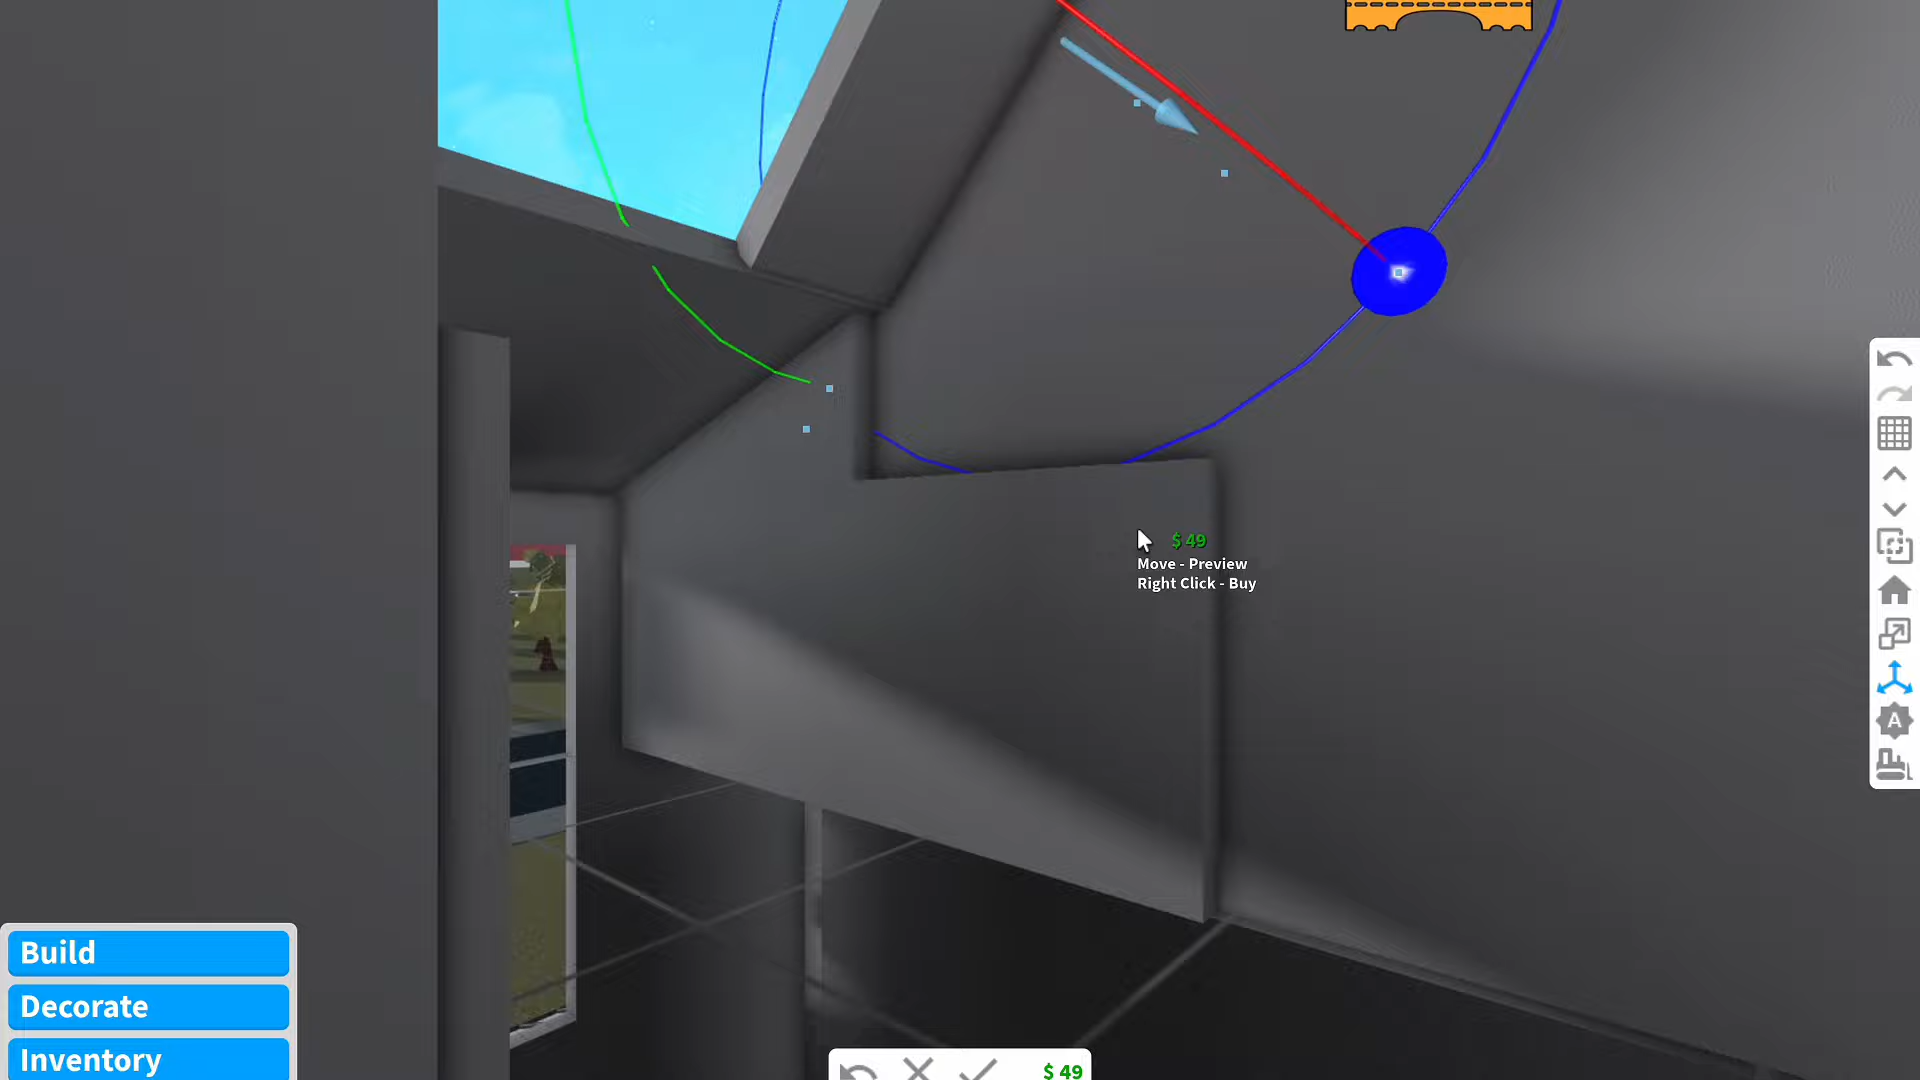 $ 49
Move - Preview
Right Click - Buy
A
Build
Decorate
Inventory
$ 49